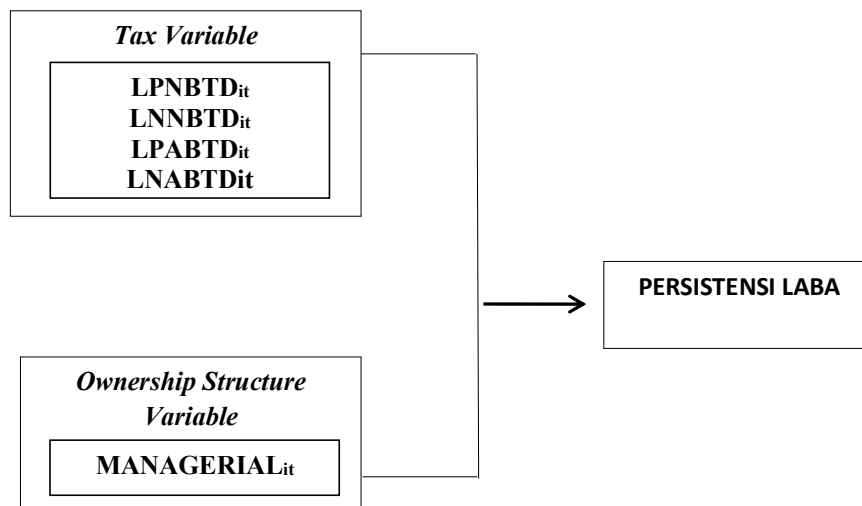 Tax Variable
LPNBTDit
LNNBTDit
LPABTDit
LNABTDit
PERSISTENSI LABA
Ownership Structure
Variable
MANAGERIALit